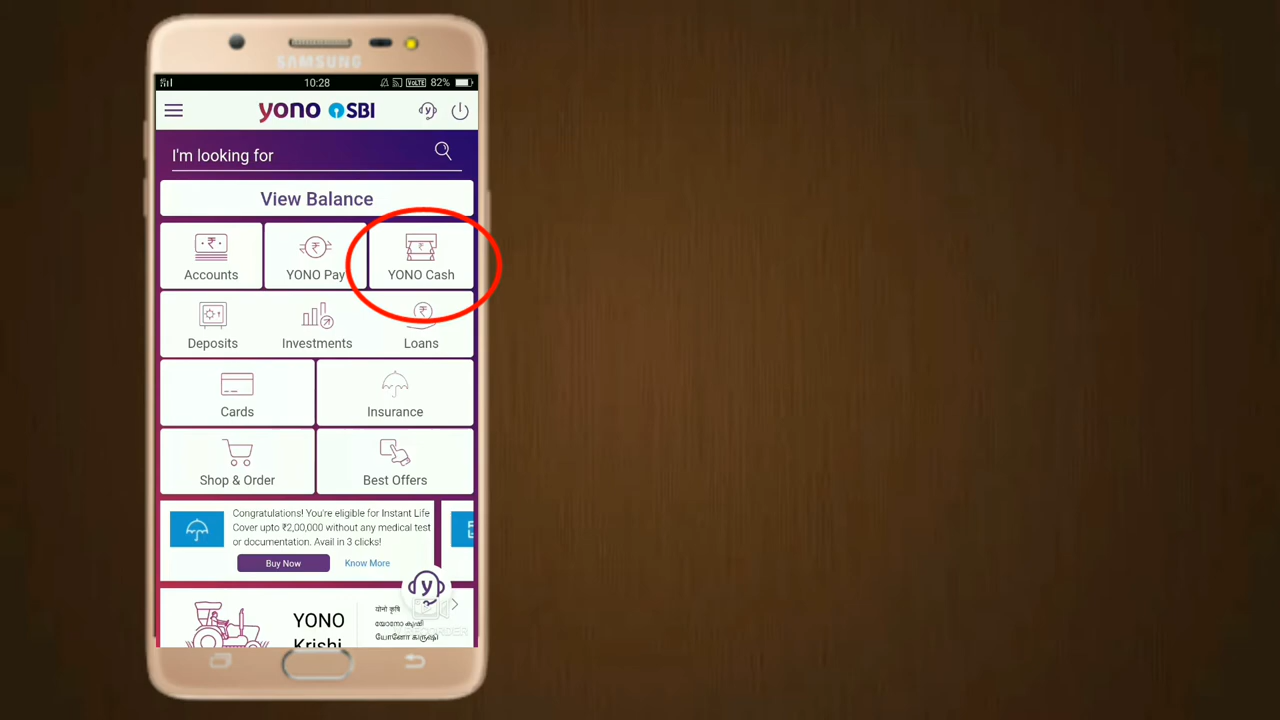 SAMSUNG
10:28
VoLTE 82%
yono SBI
I'm looking for
View Balance
Accounts
YONO Pay
YONO Cash
Deposits
Investments
Loans
Cards
Insurance
Shop & Order
Best Offers
Congratulations! You're eligible for Instant Life
Cover upto ₹2,00,000 without any medical test
or documentation. Avail in 3 clicks!
Buy Now
Know More
y
YONO
Krishi
योनो कृषि
യോനോ കൃഷി